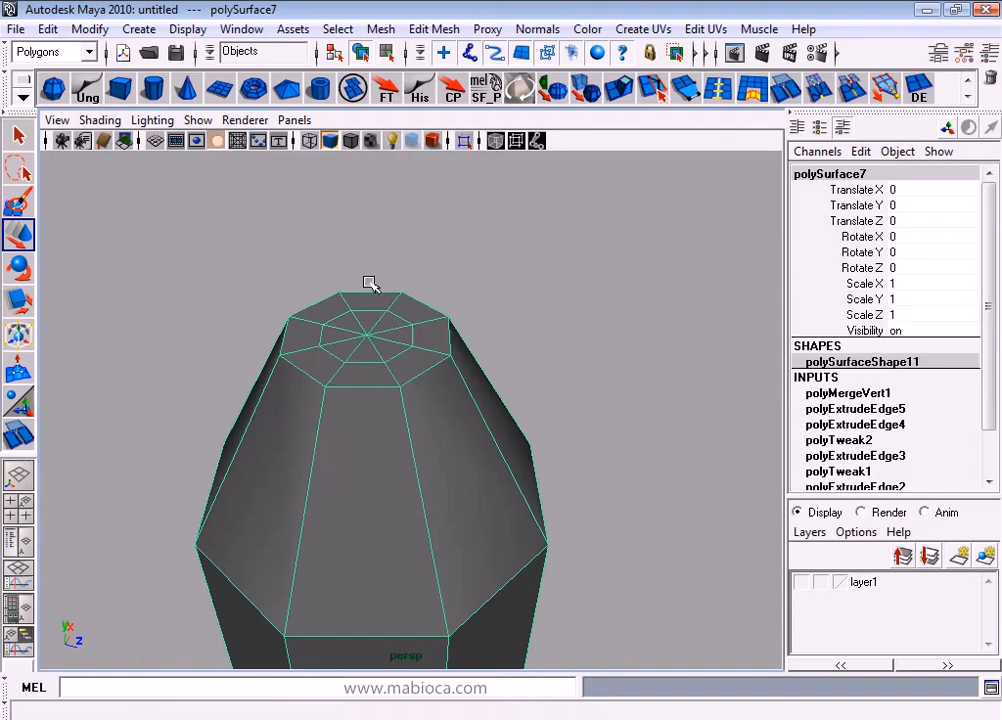 Autodesk Maya 2010: untitled --- polySurface7
File Edit Modify Create Display Window Assets Select Mesh Edit Mesh Proxy Normals Color Create UVs Edit UVs Muscle Help
Polygons Objects
Ung FT His CP mel SF_P DE
View Shading Lighting Show Renderer Panels
Channels Edit Object Show
polySurface7
Translate X 0
Translate Y 0
Translate Z 0
Rotate X 0
Rotate Y 0
Rotate Z 0
Scale X 1
Scale Y 1
Scale Z 1
Visibility on
SHAPES
polySurfaceShape11
INPUTS
polyMergeVert1
polyExtrudeEdge5
polyExtrudeEdge4
polyTweak2
polyExtrudeEdge3
polyTweak1
polyExtrudeEdge2
Display Render Anim
Layers Options Help
layer1
y x
z
persp
<< >>
MEL www.mabioca.com